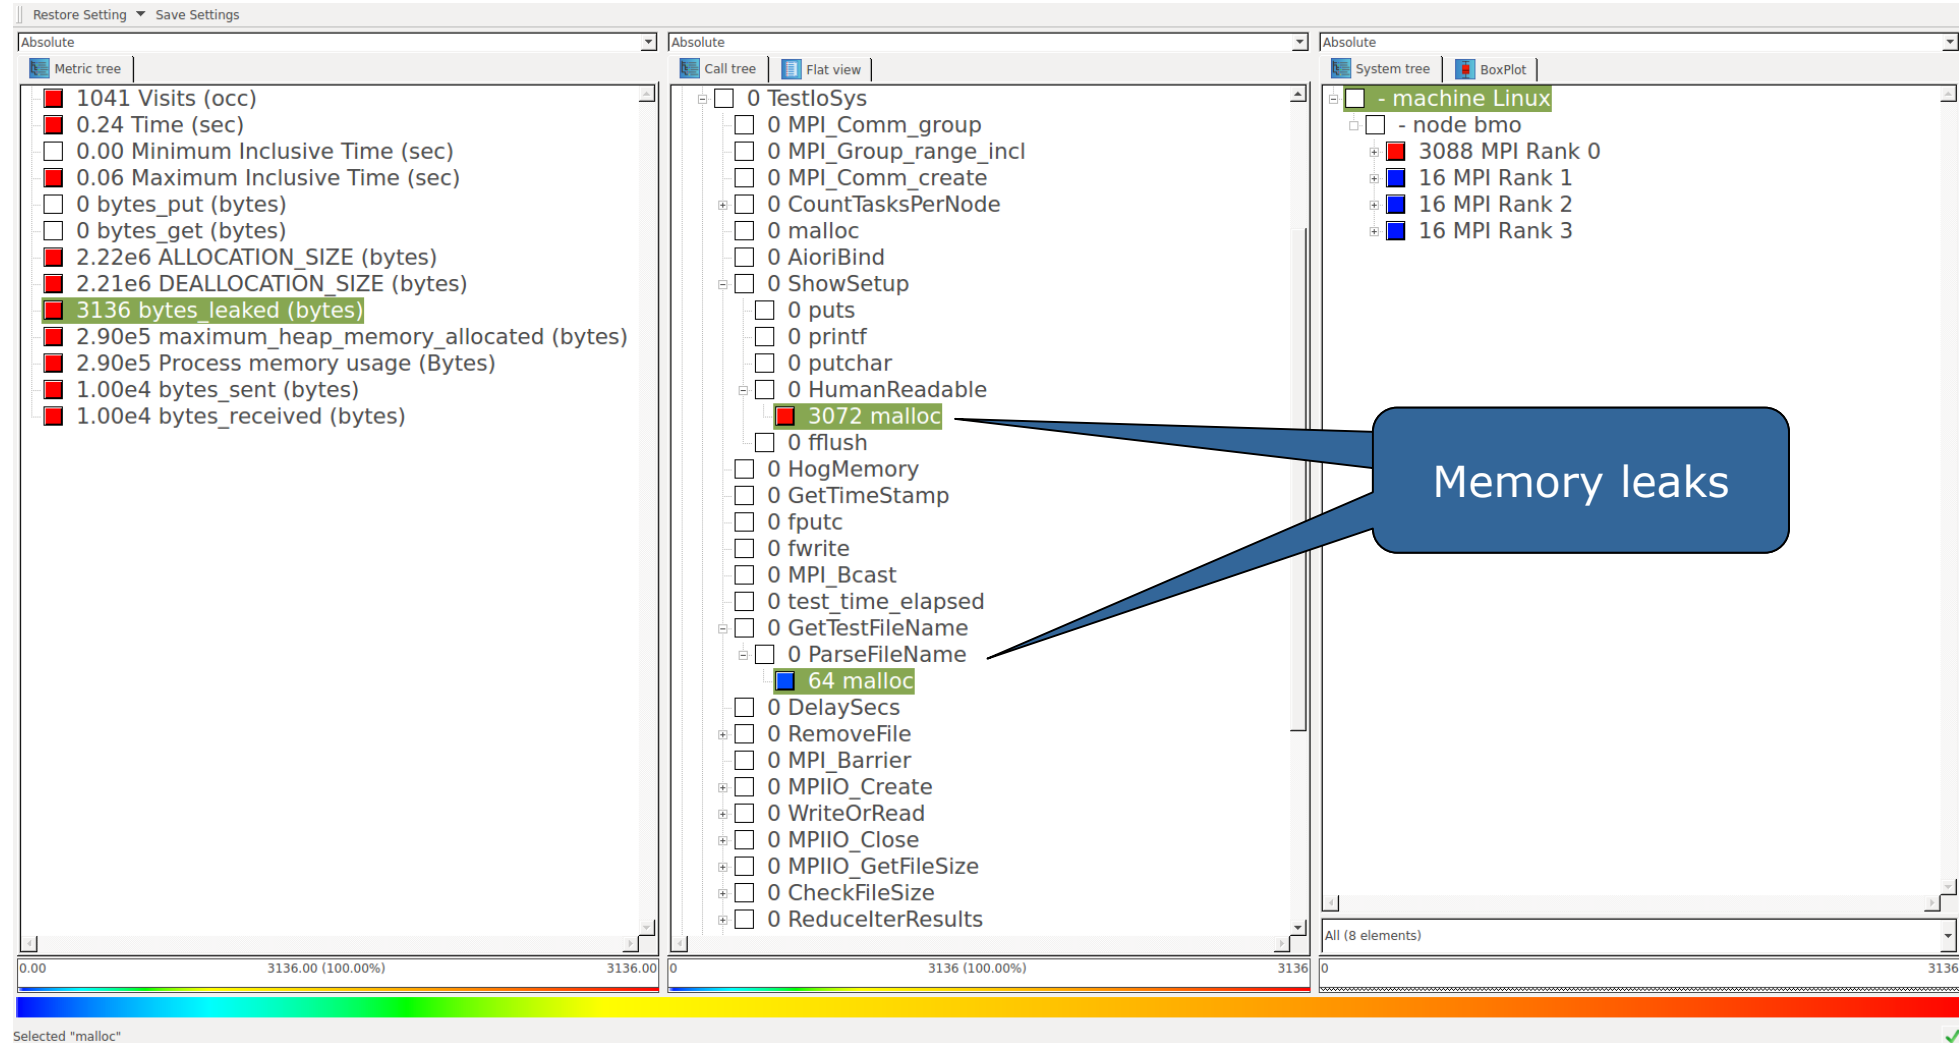 Restore Setting Save Settings
Absolute
Metric tree
1041 Visits (occ)
0.24 Time (sec)
0.00 Minimum Inclusive Time (sec)
0.06 Maximum Inclusive Time (sec)
0 bytes_put (bytes)
0 bytes_get (bytes)
2.22e6 ALLOCATION_SIZE (bytes)
2.21e6 DEALLOCATION_SIZE (bytes)
3136 bytes_leaked (bytes)
2.90e5 maximum_heap_memory_allocated (bytes)
2.90e5 Process memory usage (Bytes)
1.00e4 bytes_sent (bytes)
1.00e4 bytes_received (bytes)
0.00 3136.00 (100.00%) 3136.00
Absolute
Call tree Flat view
0 TestIoSys
0 MPI_Comm_group
0 MPI_Group_range_incl
0 MPI_Comm_create
0 CountTasksPerNode
0 malloc
0 AioriBind
0 ShowSetup
0 puts
0 printf
0 putchar
0 HumanReadable
3072 malloc
0 fflush
0 HogMemory
0 GetTimeStamp
0 fputc
0 fwrite
0 MPI_Bcast
0 test_time_elapsed
0 GetTestFileName
0 ParseFileName
64 malloc
0 DelaySecs
0 RemoveFile
0 MPI_Barrier
0 MPIIO_Create
0 WriteOrRead
0 MPIIO_Close
0 MPIIO_GetFileSize
0 CheckFileSize
0 ReduceIterResults
0 3136 (100.00%) 3136
Absolute
System tree BoxPlot
- machine Linux
- node bmo
3088 MPI Rank 0
16 MPI Rank 1
16 MPI Rank 2
16 MPI Rank 3
Memory leaks
All (8 elements)
0 3136
Selected "malloc"